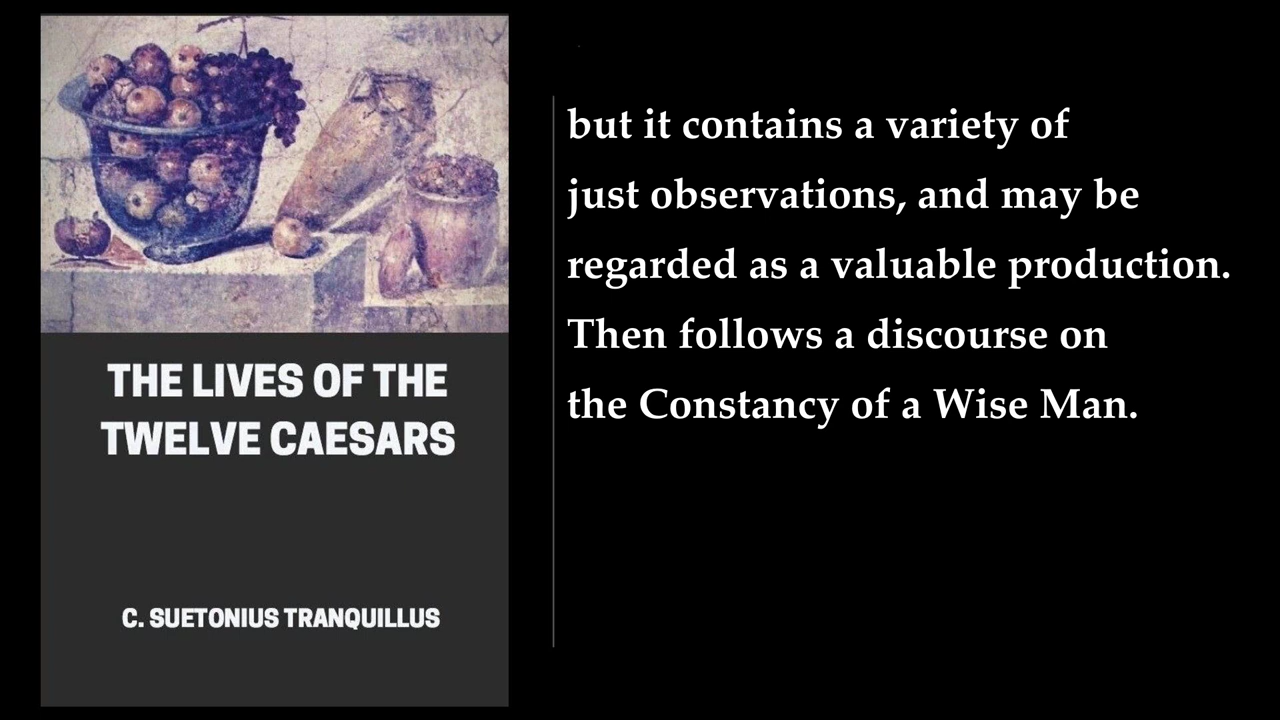 THE LIVES OF THE
TWELVE CAESARS
C. SUETONIUS TRANQUILLUS
but it contains a variety of
just observations, and may be
regarded as a valuable production.
Then follows a discourse on
the Constancy of a Wise Man.